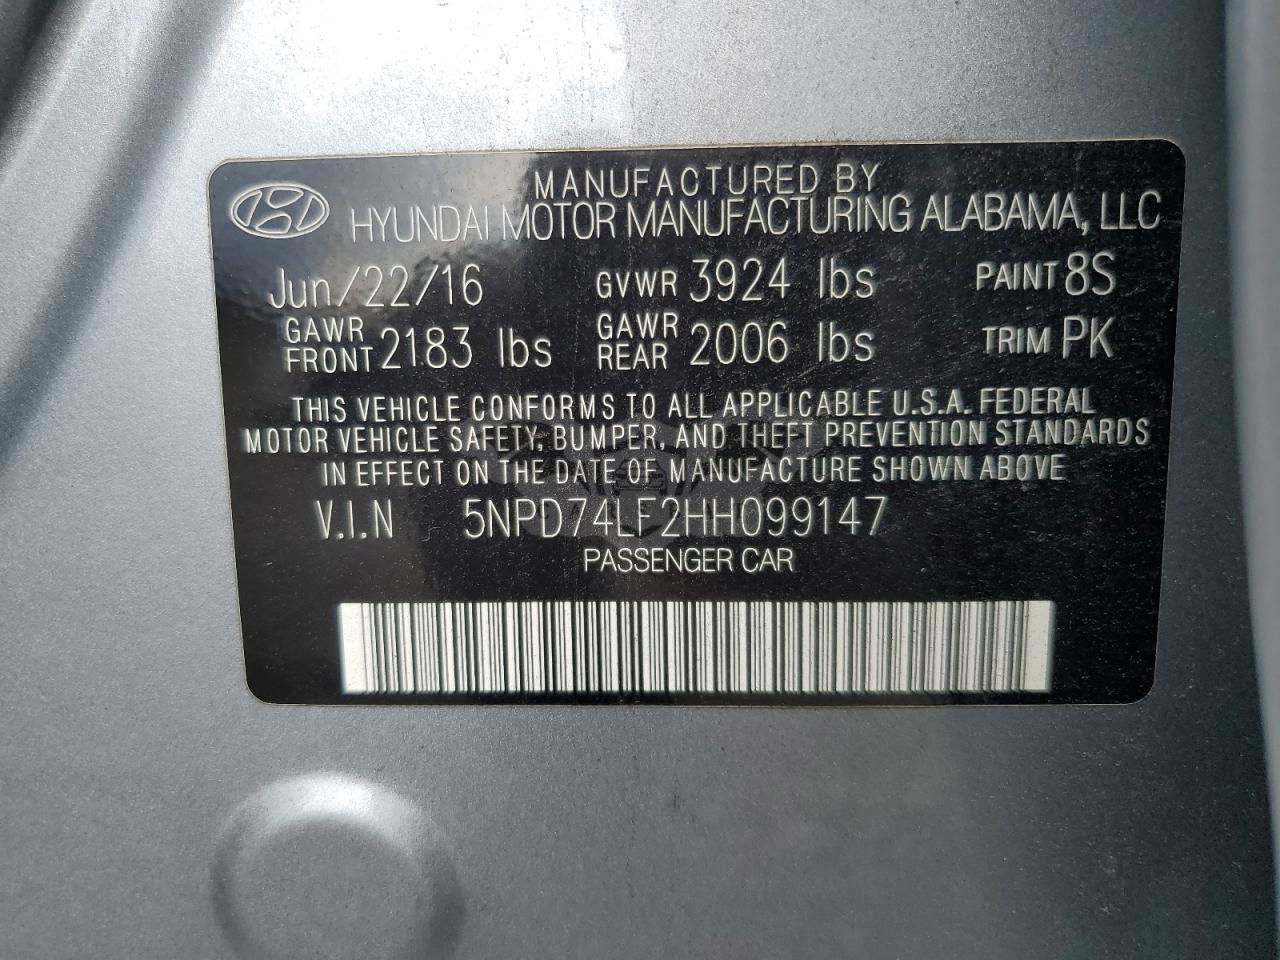 MANUFACTURED BY
HYUNDAI MOTOR MANUFACTURING ALABAMA, LLC
Jun/22/16 GVWR 3924 lbs PAINT 8S
GAWR FRONT 2183 lbs GAWR REAR 2006 lbs TRIM PK
THIS VEHICLE CONFORMS TO ALL APPLICABLE U.S.A. FEDERAL
MOTOR VEHICLE SAFETY, BUMPER, AND THEFT PREVENTION STANDARDS
IN EFFECT ON THE DATE OF MANUFACTURE SHOWN ABOVE
V.I.N 5NPD74LF2HH099147
PASSENGER CAR